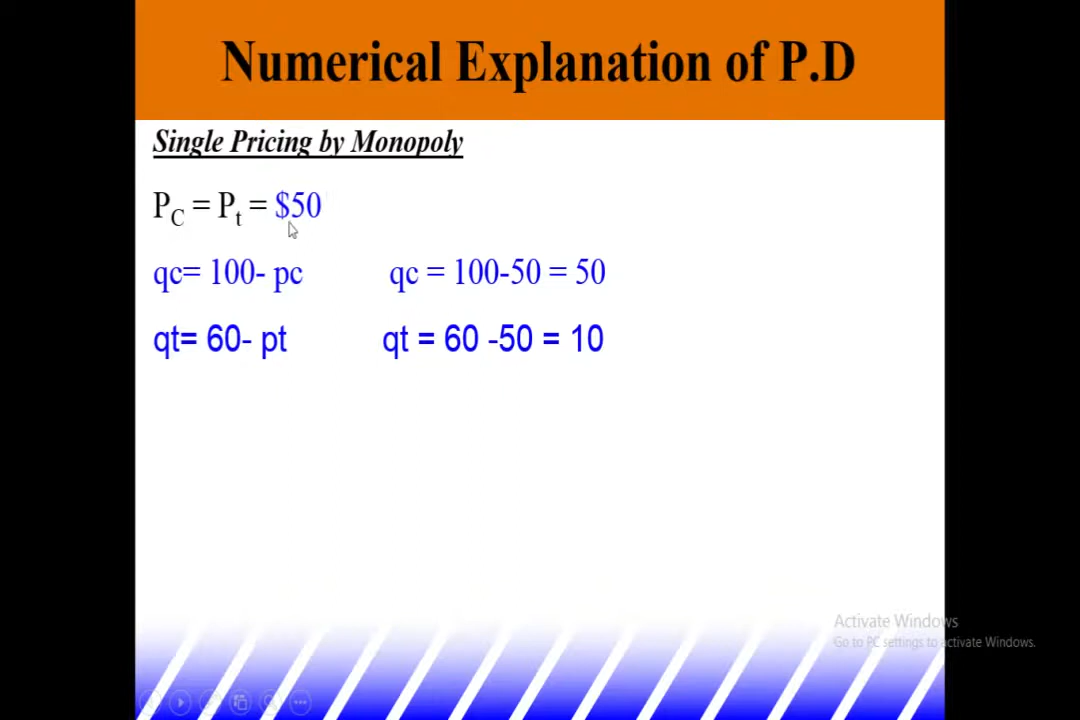 Numerical Explanation of P.D
Single Pricing by Monopoly
PC = Pt = $50
qc= 100- pc qc = 100-50 = 50
qt= 60- pt qt = 60 -50 = 10
Activate Windows
Go to PC settings to activate Windows.